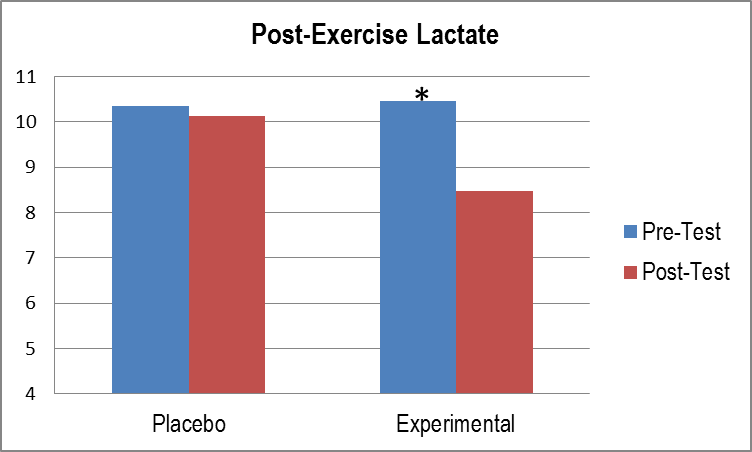 Post-Exercise Lactate
11
10
9
8
7
6
5
4
*
Placebo
Experimental
Pre-Test
Post-Test